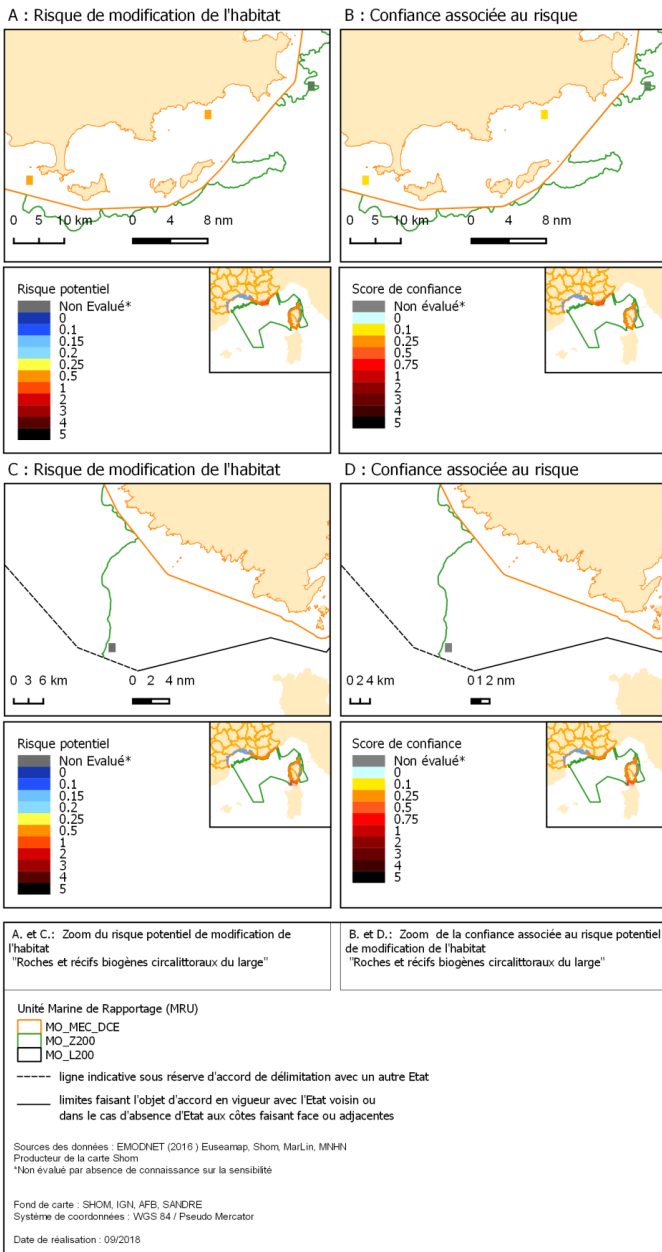 A : Risque de modification de l'habitat
B : Confiance associée au risque
0 5 10 km
0 4 8 nm
0 5 10 km
0 4 8 nm
Risque potentiel
Non Evalué*
0
0.1
0.15
0.2
0.25
0.5
1
2
3
4
5
Score de confiance
Non évalué*
0
0.1
0.25
0.5
0.75
1
2
3
4
5
C : Risque de modification de l'habitat
D : Confiance associée au risque
0 3 6 km
0 2 4 nm
0 2 4 km
0 1 2 nm
Risque potentiel
Non Evalué*
0
0.1
0.15
0.2
0.25
0.5
1
2
3
4
5
Score de confiance
Non évalué*
0
0.1
0.25
0.5
0.75
1
2
3
4
5
A. et C.: Zoom du risque potentiel de modification de
l'habitat
"Roches et récifs biogènes circalittoraux du large"
B. et D.: Zoom de la confiance associée au risque potentiel
de modification de l'habitat
"Roches et récifs biogènes circalittoraux du large"
Unité Marine de Rapportage (MRU)
MO_MEC_DCE
MO_Z200
MO_L200
ligne indicative sous réserve d'accord de délimitation avec un autre Etat
limites faisant l'objet d'accord en vigueur avec l'Etat voisin ou
dans le cas d'absence d'Etat aux côtes faisant face ou adjacentes
Sources des données : EMODNET (2016 ) Euseamap, Shom, MarLin, MNHN
Producteur de la carte Shom
*Non évalué par absence de connaissance sur la sensibilité
Fond de carte : SHOM, IGN, AFB, SANDRE
Système de coordonnées : WGS 84 / Pseudo Mercator
Date de réalisation : 09/2018